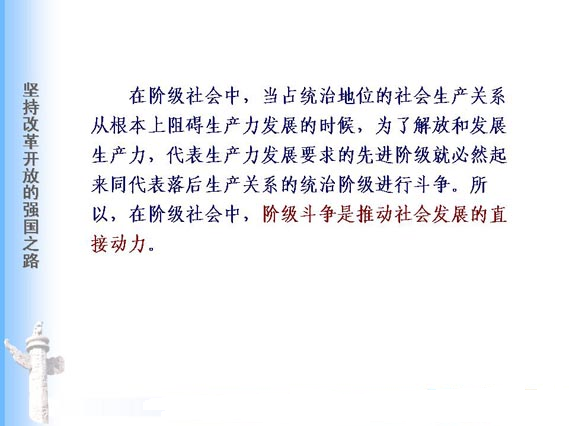 坚持改革开放的强国之路
在阶级社会中，当占统治地位的社会生产关系
从根本上阻碍生产力发展的时候，为了解放和发展
生产力，代表生产力发展要求的先进阶级就必然起
来同代表落后生产关系的统治阶级进行斗争。所
以，在阶级社会中，阶级斗争是推动社会发展的直
接动力。